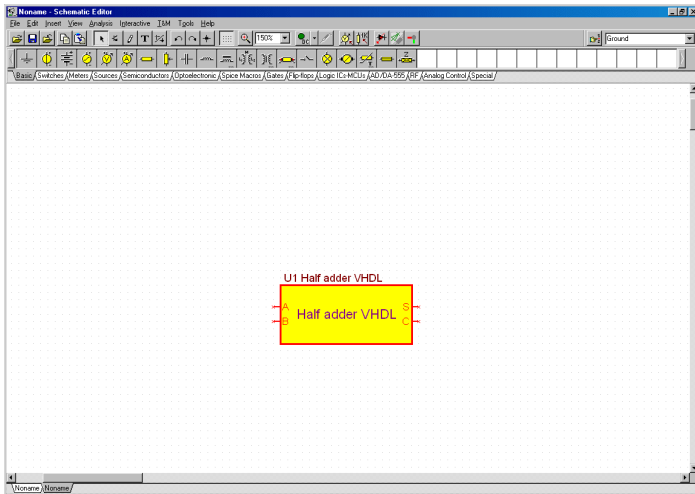 Noname - Schematic Editor
File Edit Insert View Analysis Interactive T&M Tools Help
150% Ground
Basic Switches Meters Sources Semiconductors Optoelectronic Spice Macros Gates Flip-flops Logic ICs-MCUs AD/DA-555 RF Analog Control Special
U1 Half adder VHDL
A S
Half adder VHDL
B C
Noname Noname